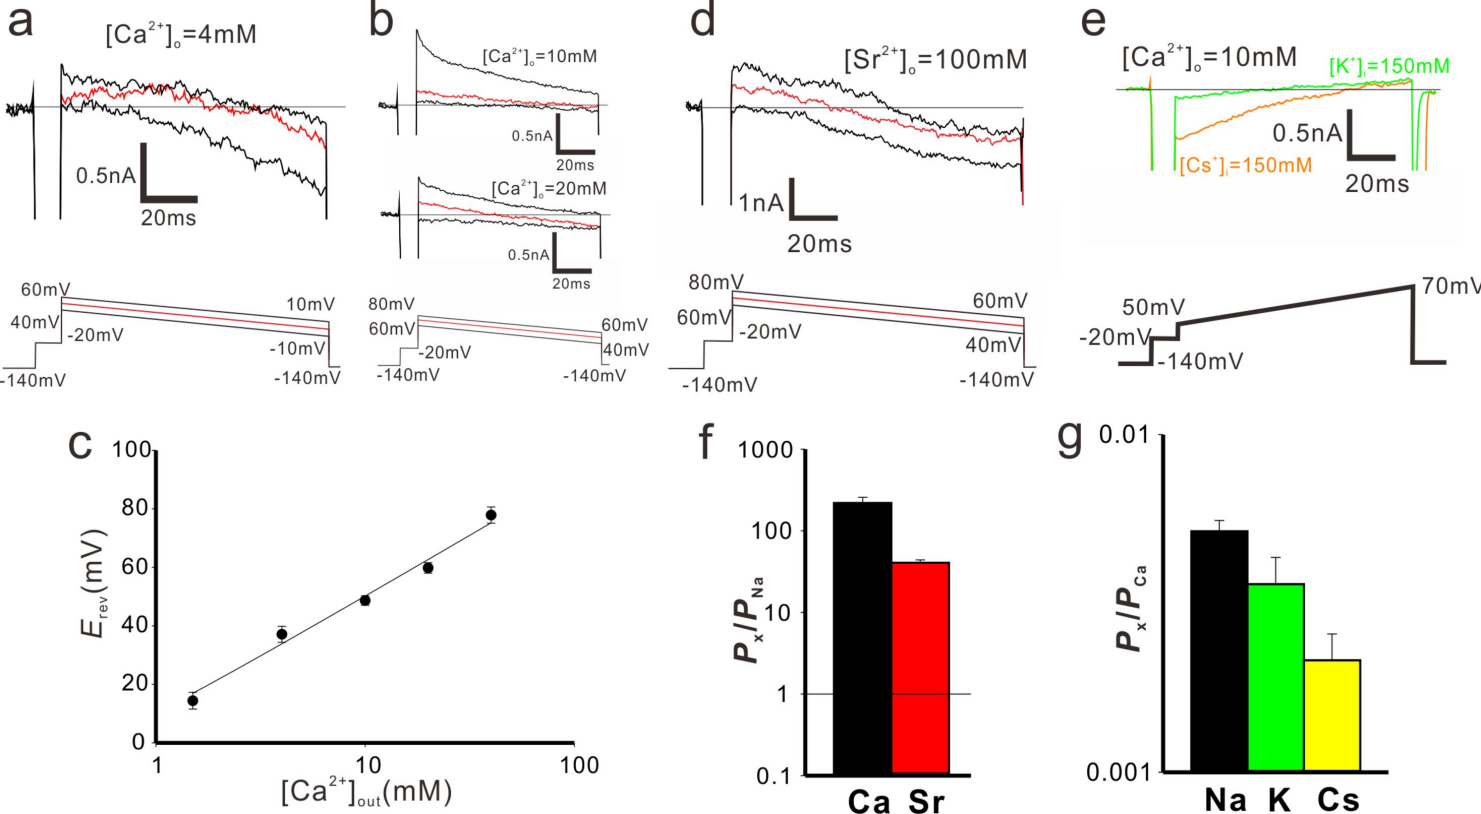 a
[Ca²⁺]ₒ=4mM
0.5nA
20ms
60mV
10mV
40mV
-20mV
-10mV
-140mV
-140mV
b
[Ca²⁺]ₒ=10mM
0.5nA
20ms
[Ca²⁺]ₒ=20mM
0.5nA
20ms
80mV
60mV
60mV
-20mV
40mV
-140mV
-140mV
d
[Sr²⁺]ₒ=100mM
1nA
20ms
80mV
60mV
60mV
-20mV
40mV
-140mV
-140mV
e
[Ca²⁺]ₒ=10mM
[K⁺]ᵢ=150mM
0.5nA
[Cs⁺]ᵢ=150mM
20ms
50mV
70mV
-20mV
-140mV
c
100
80
60
40
20
0
1
10
100
E_rev(mV)
[Ca²⁺]_out(mM)
f
1000
100
10
1
0.1
Pₓ/P_Na
Ca Sr
g
0.01
0.001
Pₓ/P_Ca
Na K Cs